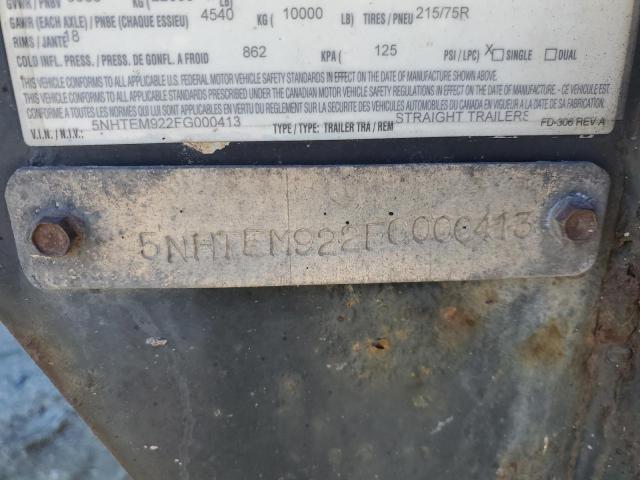 GVWR / PNBV KG
GAWR (EACH AXLE) / PNBE (CHAQUE ESSIEU) 4540 KG ( 10000 LB) TIRES/PNEU 215/75R
RIMS / JANTE 18
COLD INFL. PRESS./PRESS. DE GONFL. A FROID 862 KPA ( 125 PSI / LPC) X SINGLE DUAL
THIS VEHICLE CONFORMS TO ALL APPLICABLE U.S. FEDERAL MOTOR VEHICLE SAFETY STANDARDS IN EFFECT ON THE DATE OF MANUFACTURE SHOWN ABOVE.
THIS VEHICLE CONFORMS TO ALL APPLICABLE STANDARDS PRESCRIBED UNDER THE CANADIAN MOTOR VEHICLE SAFETY REGULATIONS IN EFFECT ON THE DATE OF MANUFACTURE - CE VEHICULE EST
CONFORME A TOUTES LES NORMES QUI LUI SONT APPLICABLES EN VERTU DU REGLEMENT SUR LA SECURITE DES VEHICULES AUTOMOBILES DU CANADA EN VIGUEUR A LA DATE DE SA FABRICATION
V.I.N. / N.I.V.: 5NHTEM922FG000413 TYPE / TYPE: TRAILER TRA / REM STRAIGHT TRAILERS FD-306 REV A
5NHTEM922FG000413